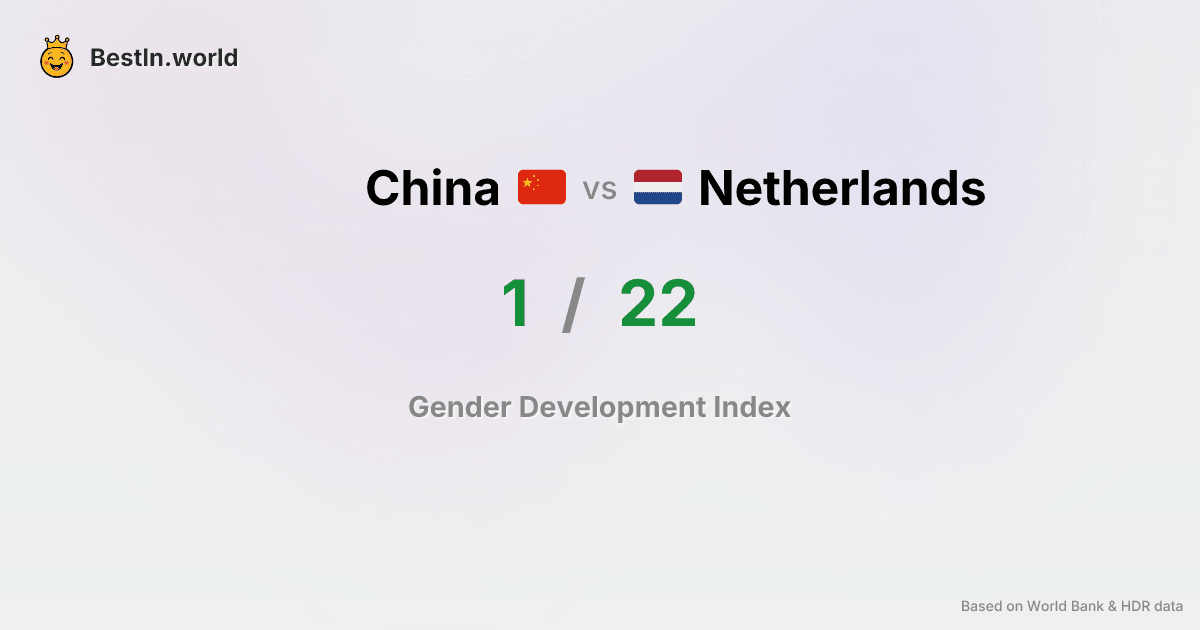 BestIn.world
China vs Netherlands
1 / 22
Gender Development Index
Based on World Bank & HDR data